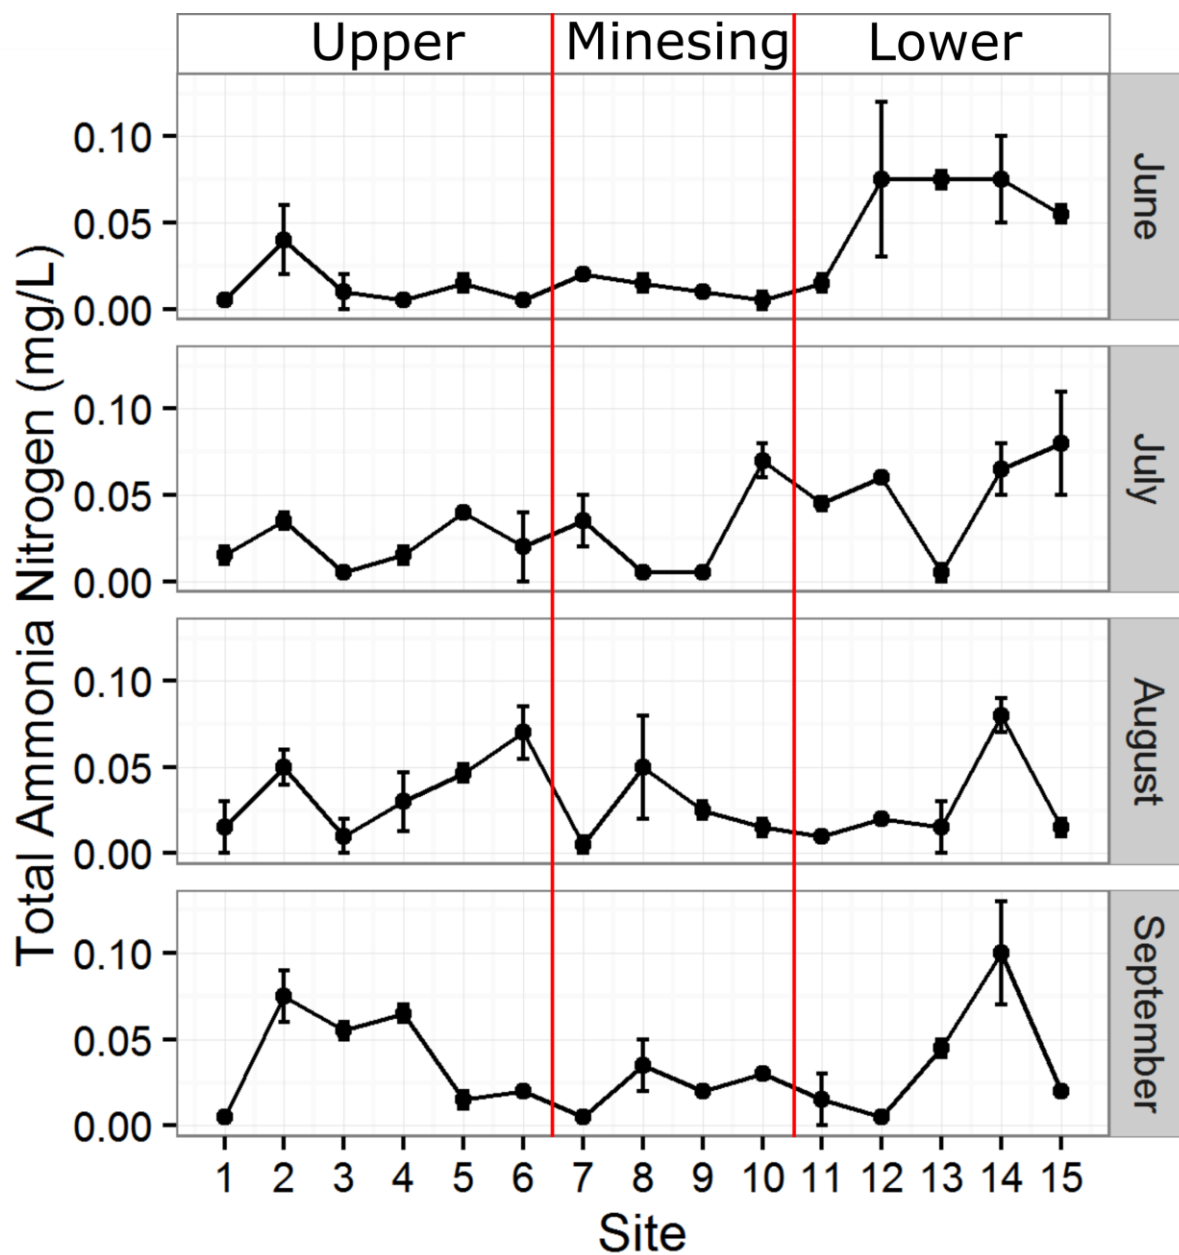 Upper Minesing Lower
Total Ammonia Nitrogen (mg/L)
0.10
0.05
0.00
June
0.10
0.05
0.00
July
0.10
0.05
0.00
August
0.10
0.05
0.00
September
1 2 3 4 5 6 7 8 9 10 11 12 13 14 15
Site